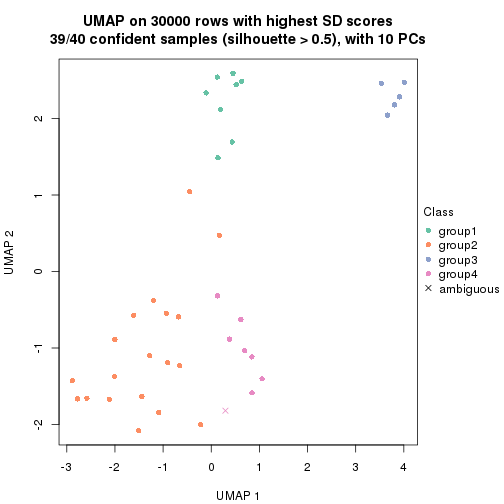 UMAP on 30000 rows with highest SD scores
39/40 confident samples (silhouette > 0.5), with 10 PCs
UMAP 2
2
1
0
-1
-2
-3 -2 -1 0 1 2 3 4
UMAP 1
Class
group1
group2
group3
group4
ambiguous